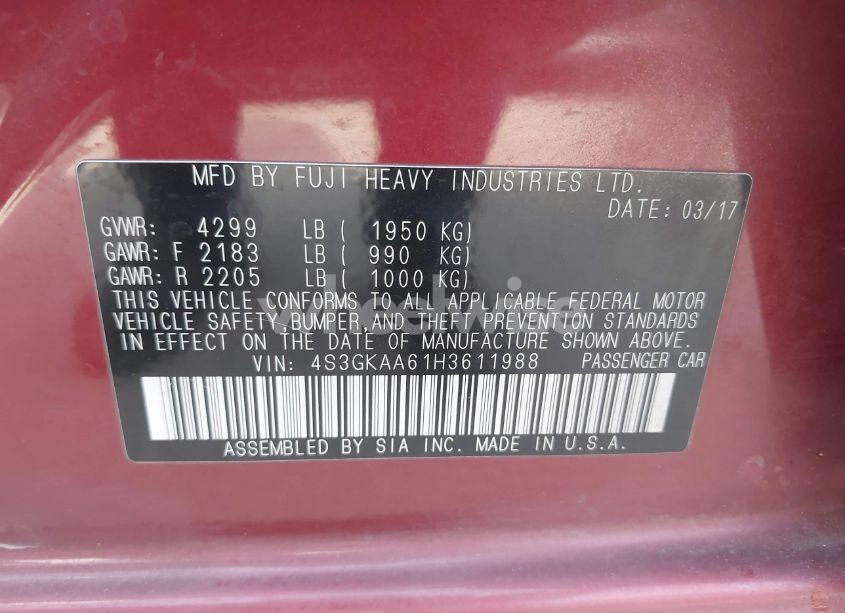 MFD BY FUJI HEAVY INDUSTRIES LTD.
DATE: 03/17
GVWR: 4299 LB ( 1950 KG)
GAWR: F 2183 LB ( 990 KG)
GAWR: R 2205 LB ( 1000 KG)
THIS VEHICLE CONFORMS TO ALL APPLICABLE FEDERAL MOTOR
VEHICLE SAFETY,BUMPER,AND THEFT PREVENTION STANDARDS
IN EFFECT ON THE DATE OF MANUFACTURE SHOWN ABOVE.
VIN: 4S3GKAA61H3611988 PASSENGER CAR
ASSEMBLED BY SIA INC. MADE IN U.S.A.